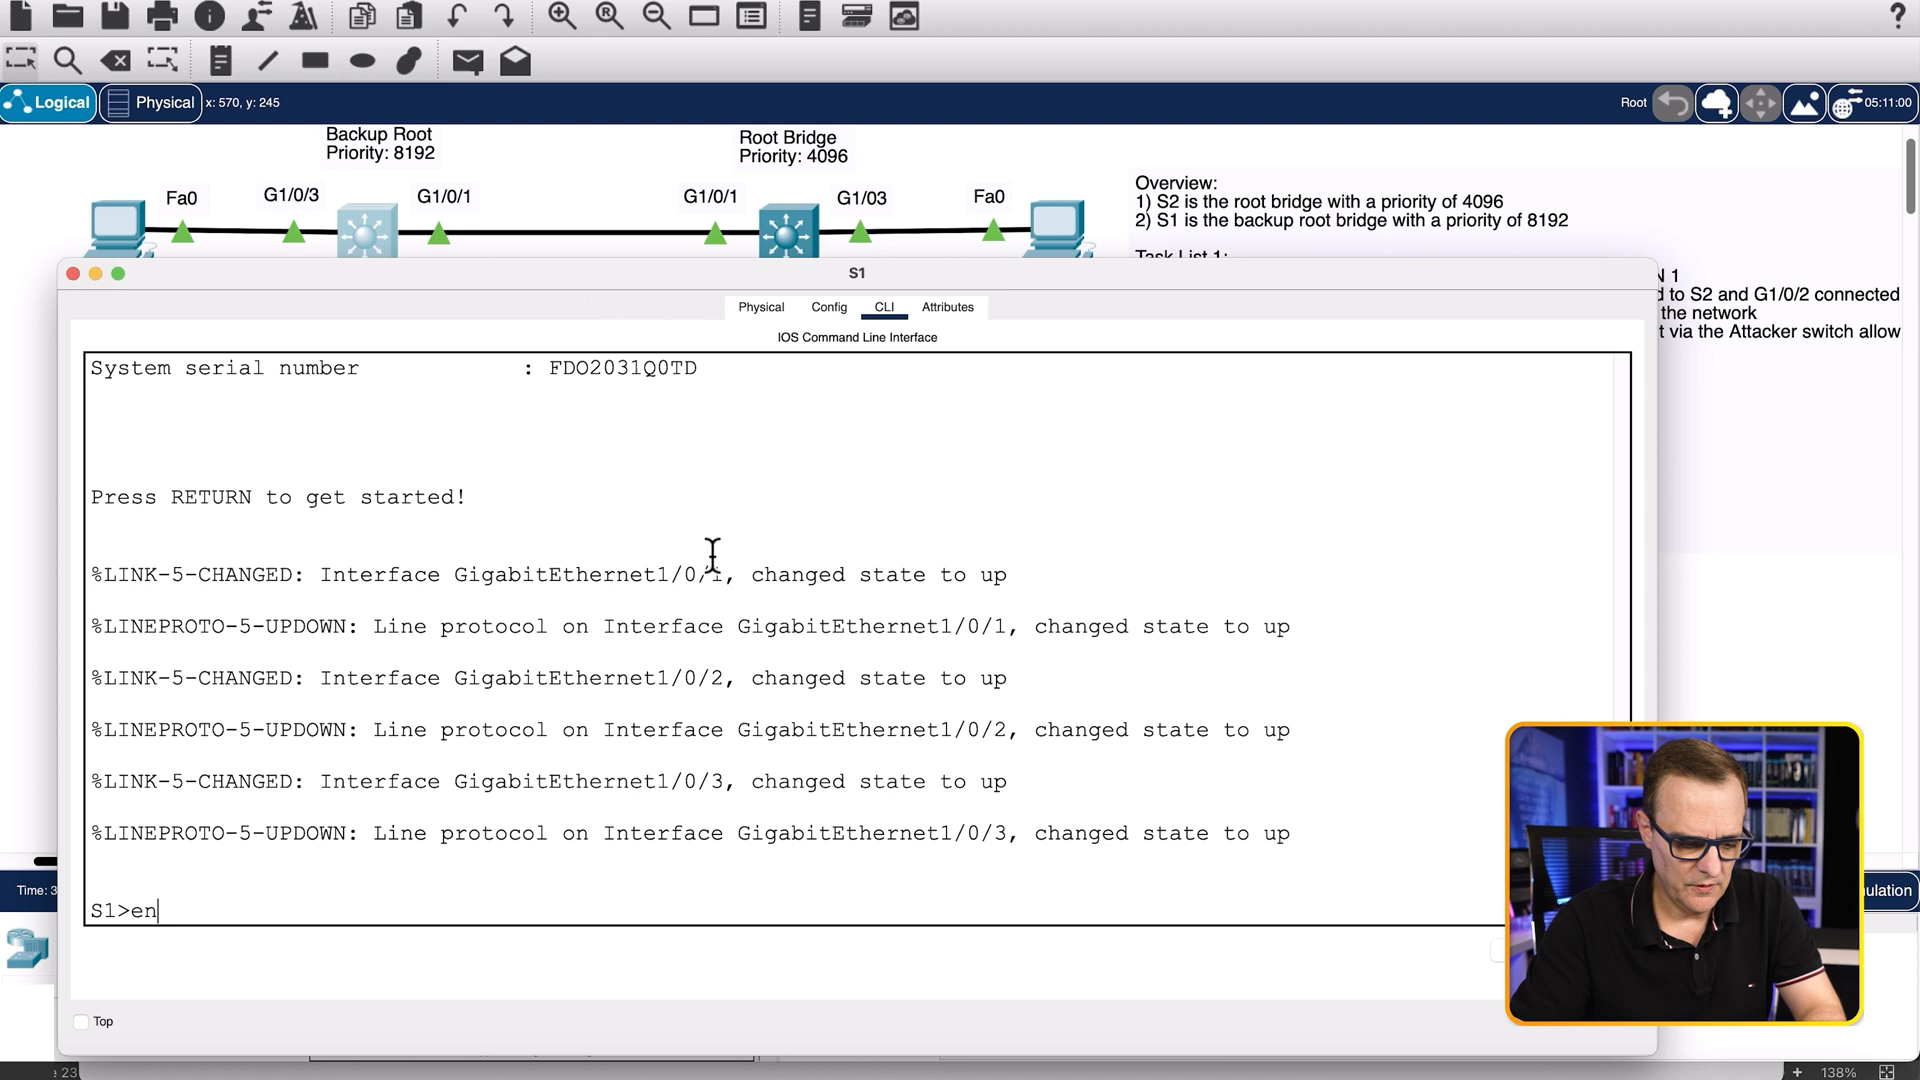 ?
Logical
Physical
x: 570, y: 245
Root
05:11:00
Backup Root
Priority: 8192
Root Bridge
Priority: 4096
Fa0
G1/0/3
G1/0/1
G1/0/1
G1/03
Fa0
Overview:
1) S2 is the root bridge with a priority of 4096
2) S1 is the backup root bridge with a priority of 8192
Task List 1:
N 1
d to S2 and G1/0/2 connected
the network
t via the Attacker switch allow
S1
Physical
Config
CLI
Attributes
IOS Command Line Interface
System serial number : FDO2031Q0TD
Press RETURN to get started!
%LINK-5-CHANGED: Interface GigabitEthernet1/0/1, changed state to up
%LINEPROTO-5-UPDOWN: Line protocol on Interface GigabitEthernet1/0/1, changed state to up
%LINK-5-CHANGED: Interface GigabitEthernet1/0/2, changed state to up
%LINEPROTO-5-UPDOWN: Line protocol on Interface GigabitEthernet1/0/2, changed state to up
%LINK-5-CHANGED: Interface GigabitEthernet1/0/3, changed state to up
%LINEPROTO-5-UPDOWN: Line protocol on Interface GigabitEthernet1/0/3, changed state to up
S1>en
Time: 3
ulation
Top
23
138%